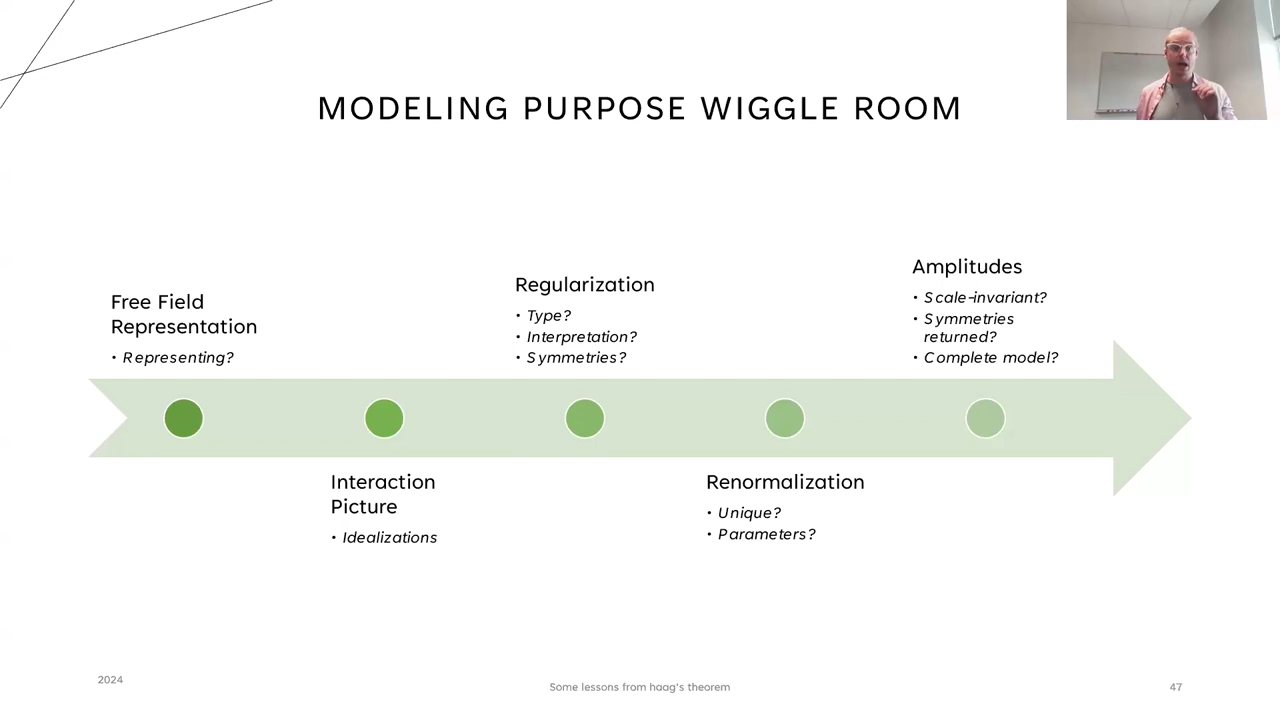 MODELING PURPOSE WIGGLE ROOM
Free Field
Representation
• Representing?
Interaction
Picture
• Idealizations
Regularization
• Type?
• Interpretation?
• Symmetries?
Renormalization
• Unique?
• Parameters?
Amplitudes
• Scale-invariant?
• Symmetries
returned?
• Complete model?
2024
Some lessons from haag's theorem
47